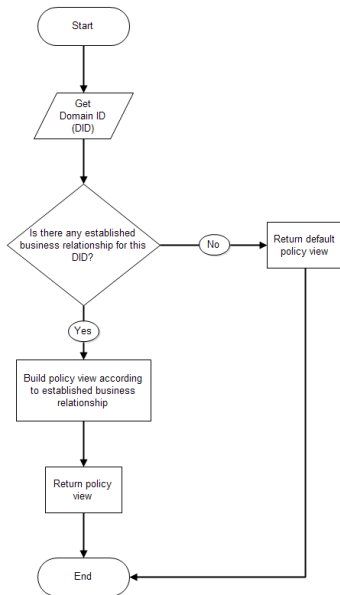 Start
Get
Domain ID
(DID)
Is there any established
business relationship for this
DID?
No
Return default
policy view
Yes
Build policy view according
to established business
relationship
Return policy
view
End